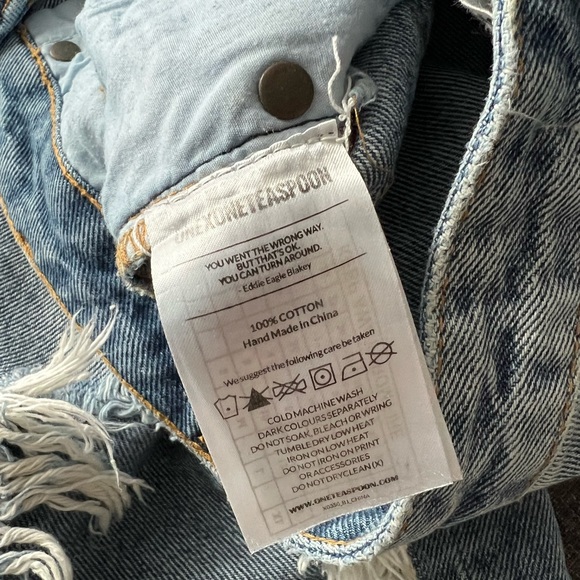 ONEXONETEASPOON
YOU WENT THE WRONG WAY.
BUT THAT'S OK.
YOU CAN TURN AROUND.
- Eddie Eagle Blakey
100% COTTON
Hand Made in China
We suggest the following care be taken
COLD MACHINE WASH
DARK COLOURS SEPARATELY
DO NOT SOAK, BLEACH OR WRING
TUMBLE DRY LOW HEAT
IRON ON LOW HEAT
DO NOT IRON ON PRINT
OR ACCESSORIES
DO NOT DRYCLEAN (X)
WWW.ONETEASPOON.COM